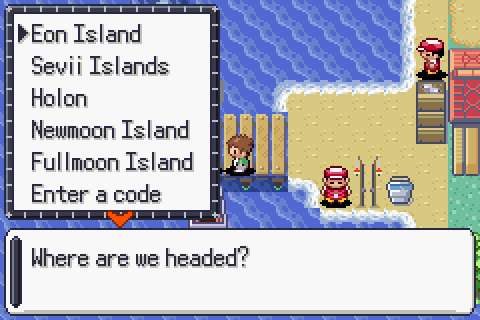 Eon Island
Sevii Islands
Holon
Newmoon Island
Fullmoon Island
Enter a code
Where are we headed?